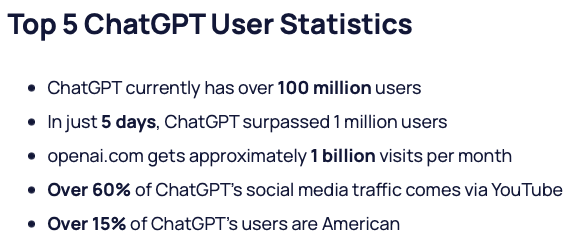 Top 5 ChatGPT User Statistics
• ChatGPT currently has over 100 million users
• In just 5 days, ChatGPT surpassed 1 million users
• openai.com gets approximately 1 billion visits per month
• Over 60% of ChatGPT's social media traffic comes via YouTube
• Over 15% of ChatGPT's users are American